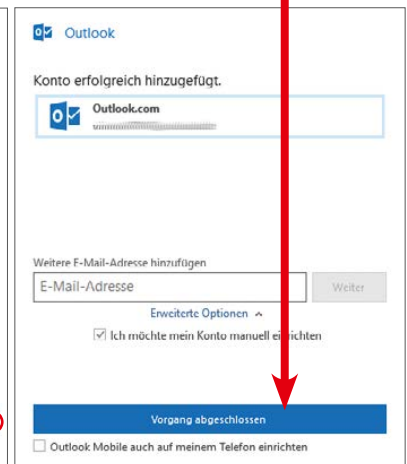 Outlook
Konto erfolgreich hinzugefügt.
Outlook.com
Weitere E-Mail-Adresse hinzufügen
E-Mail-Adresse
Weiter
Erweiterte Optionen
Ich möchte mein Konto manuell einrichten
Vorgang abgeschlossen
Outlook Mobile auch auf meinem Telefon einrichten